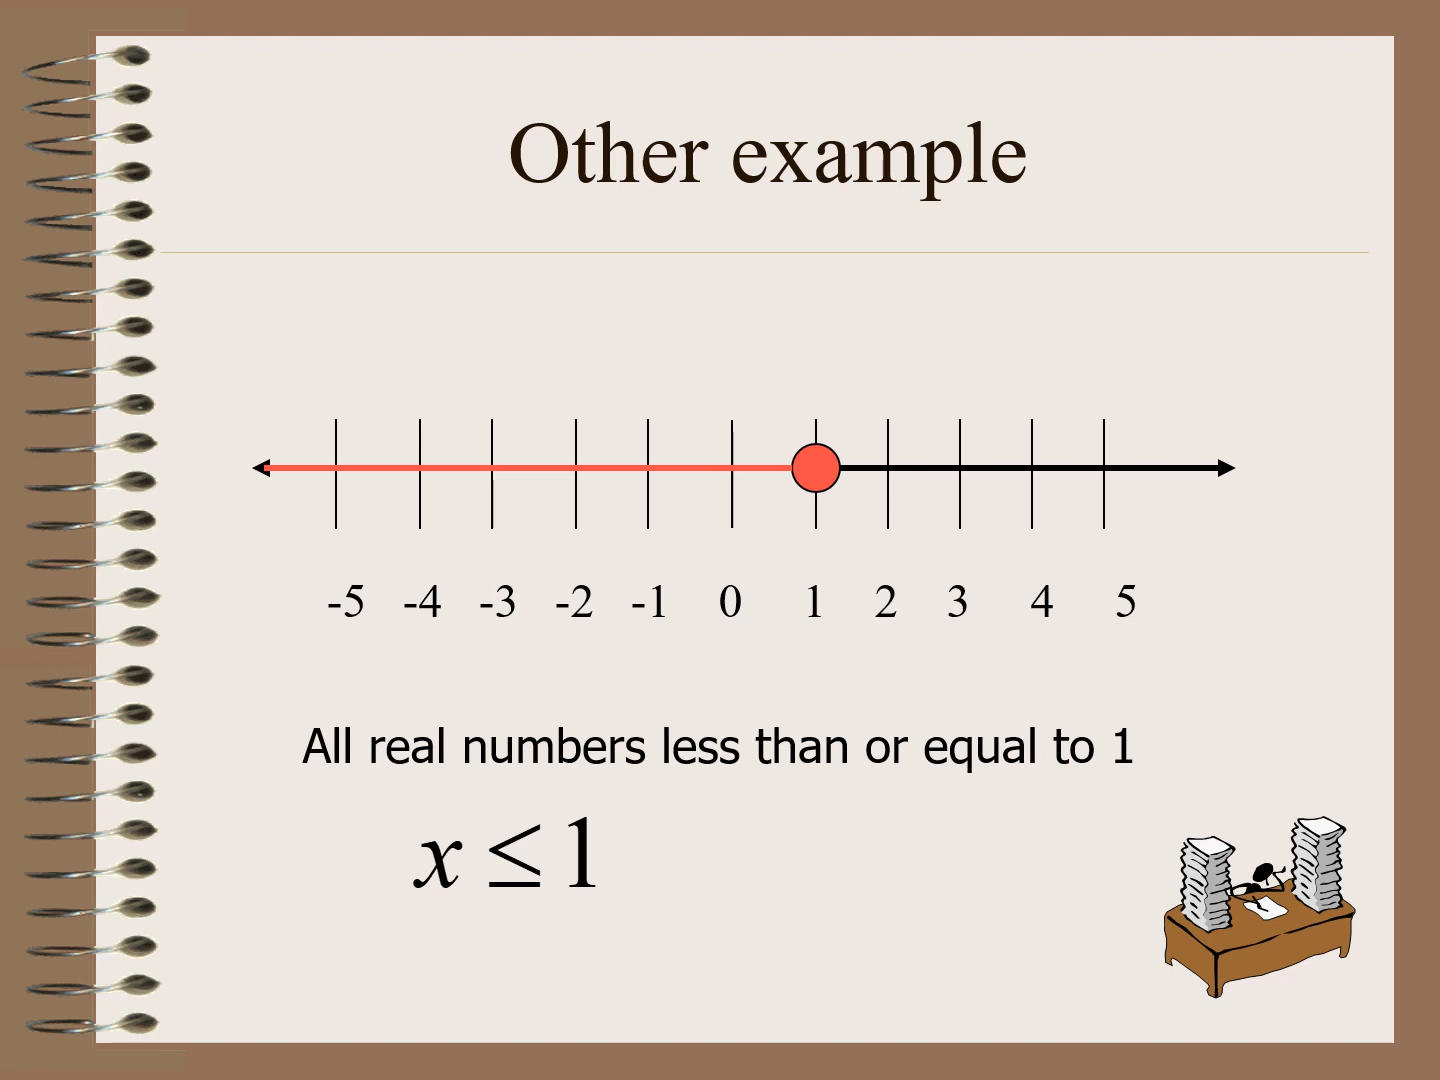 Other example
-5 -4 -3 -2 -1 0 1 2 3 4 5
All real numbers less than or equal to 1
x ≤ 1